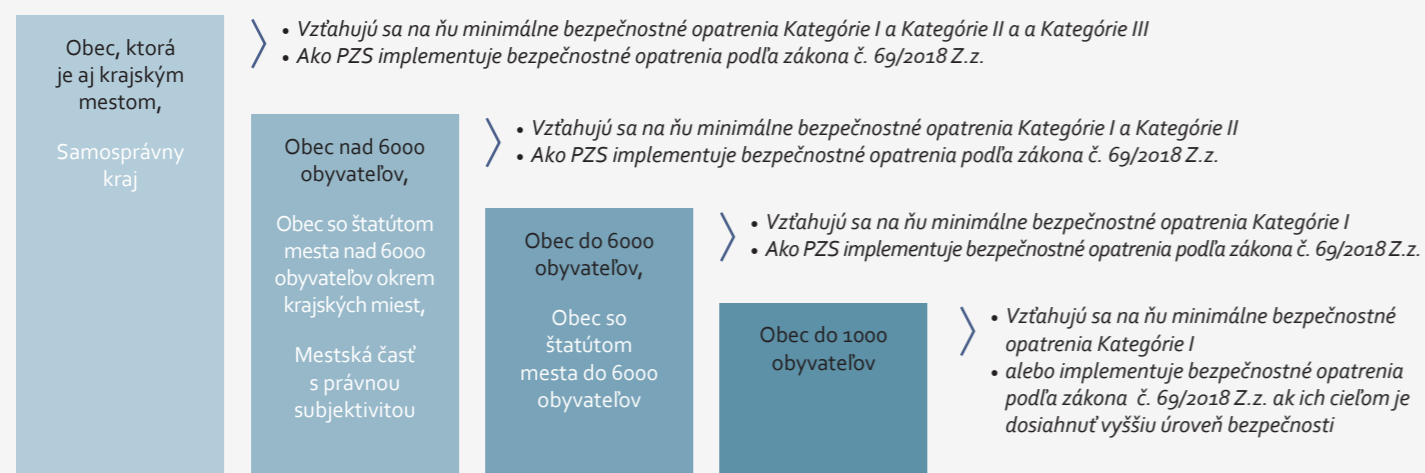 Obec, ktorá
je aj krajským
mestom,
Samosprávny
kraj
• Vzťahujú sa na ňu minimálne bezpečnostné opatrenia Kategórie I a Kategórie II a a Kategórie III
• Ako PZS implementuje bezpečnostné opatrenia podľa zákona č. 69/2018 Z.z.
Obec nad 6000
obyvateľov,
Obec so štatútom
mesta nad 6000
obyvateľov okrem
krajských miest,
Mestská časť
s právnou
subjektivitou
• Vzťahujú sa na ňu minimálne bezpečnostné opatrenia Kategórie I a Kategórie II
• Ako PZS implementuje bezpečnostné opatrenia podľa zákona č. 69/2018 Z.z.
Obec do 6000
obyvateľov,
Obec so
štatútom
mesta do 6000
obyvateľov
• Vzťahujú sa na ňu minimálne bezpečnostné opatrenia Kategórie I
• Ako PZS implementuje bezpečnostné opatrenia podľa zákona č. 69/2018 Z.z.
Obec do 1000
obyvateľov
• Vzťahujú sa na ňu minimálne bezpečnostné
opatrenia Kategórie I
• alebo implementuje bezpečnostné opatrenia
podľa zákona č. 69/2018 Z.z. ak ich cieľom je
dosiahnuť vyššiu úroveň bezpečnosti